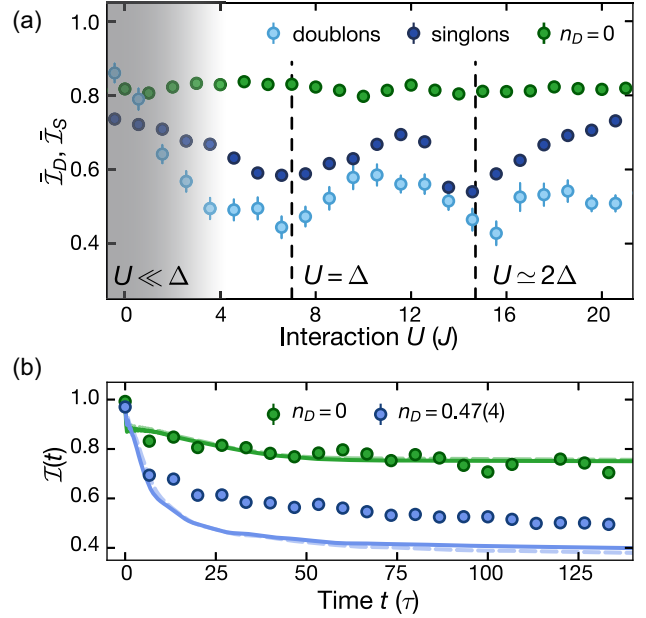 (a)
doublons singlons n_D = 0
1.0
0.8
0.6
0.4
Ī_D, Ī_S
U ≪ Δ U = Δ U ≃ 2Δ
0 4 8 12 16 20
Interaction U (J)
(b)
n_D = 0 n_D = 0.47(4)
1.0
0.8
0.6
0.4
I(t)
0 25 50 75 100 125
Time t (τ)